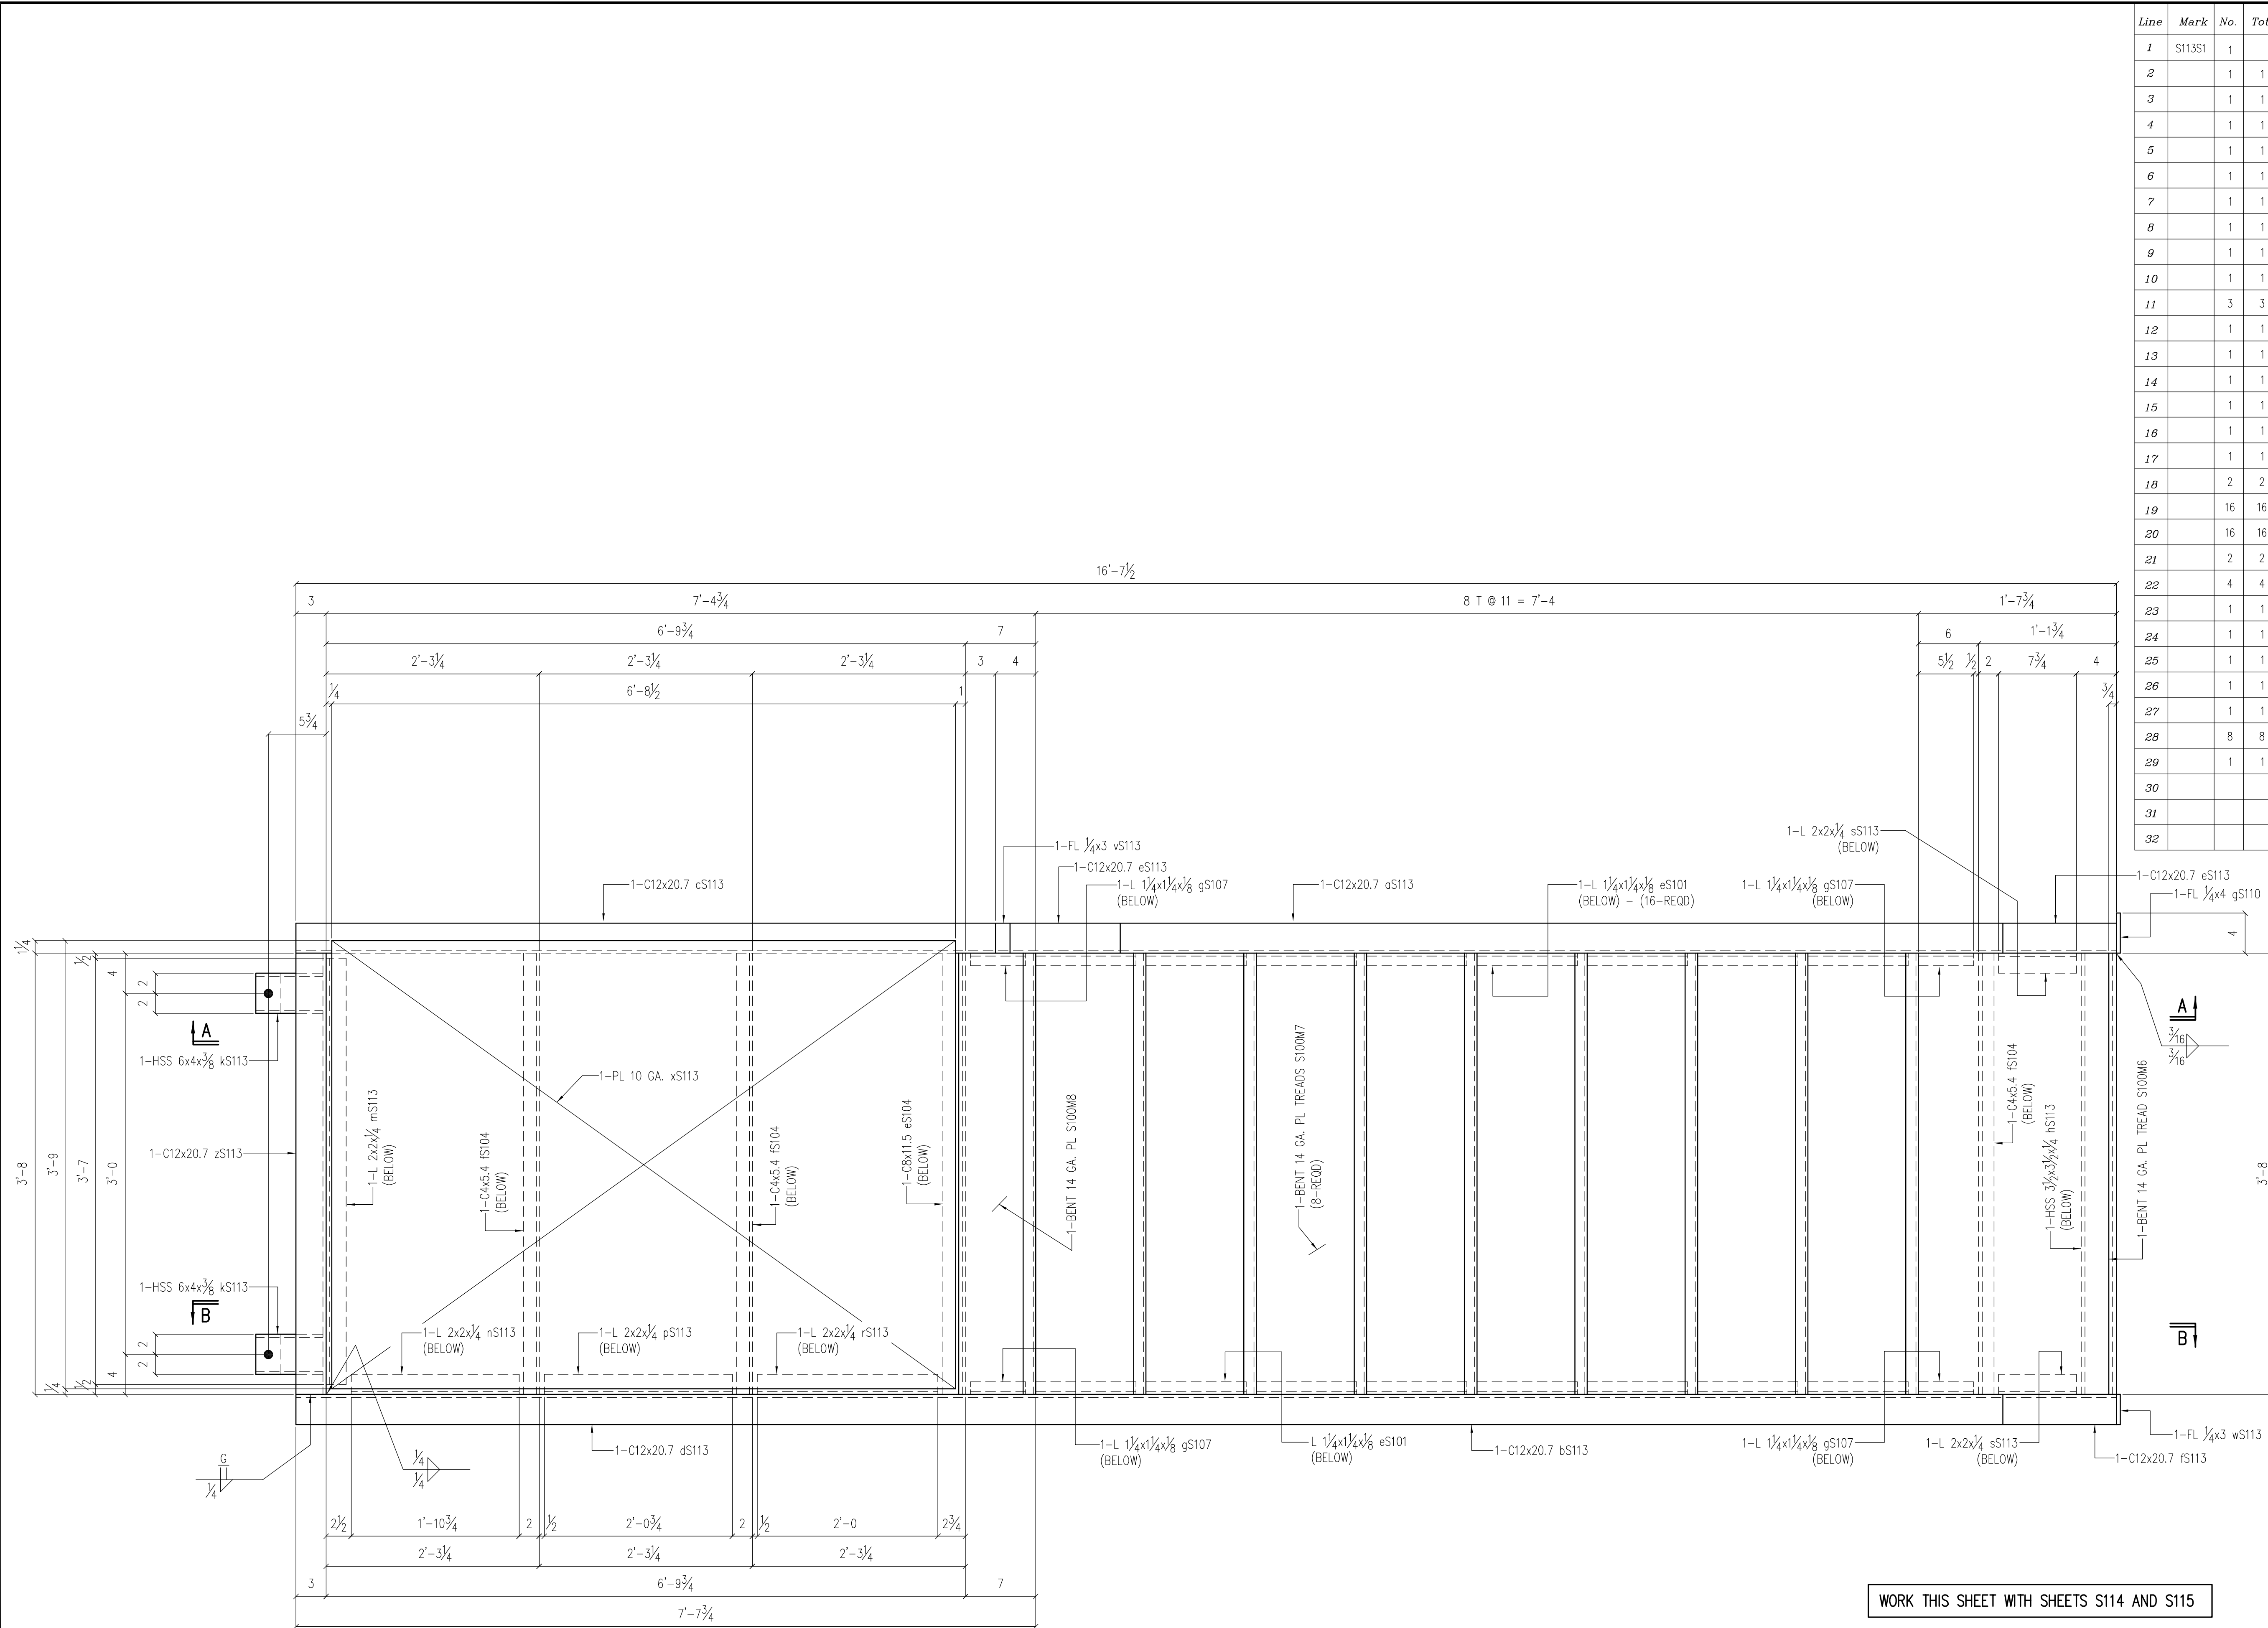 Line Mark No. Tot
1 S113S1 1
2 1 1
3 1 1
4 1 1
5 1 1
6 1 1
7 1 1
8 1 1
9 1 1
10 1 1
11 3 3
12 1 1
13 1 1
14 1 1
15 1 1
16 1 1
17 1 1
18 2 2
19 16 16
20 16 16
21 2 2
22 4 4
23 1 1
24 1 1
25 1 1
26 1 1
27 1 1
28 8 8
29 1 1
30
31
32
16'-7½
3 7'-4¾ 8 T @ 11 = 7'-4 1'-7¾
6'-9¾ 7 6 1'-1¾
2'-3¼ 2'-3¼ 2'-3¼ 3 4 5½ ½ 2 7¾ 4
¼ 6'-8½ 1 ¾
5¾
1-L 2x2x¼ sS113
(BELOW)
1-FL ¼x3 vS113
1-C12x20.7 eS113
1-C12x20.7 cS113
1-L 1¼x1¼x⅛ gS107
(BELOW)
1-C12x20.7 aS113
1-L 1¼x1¼x⅛ eS101
(BELOW) - (16-REQD)
1-L 1¼x1¼x⅛ gS107
(BELOW)
1-C12x20.7 eS113
1-FL ¼x4 gS110
4
1¼
½
4
2
2
A
1-HSS 6x4x⅜ kS113
A
3/16
3/16
1-PL 10 GA. xS113
3'-8
3'-9
3'-7
3'-0
1-C12x20.7 zS113
1-L 2x2x¼ mS113
(BELOW)
1-C4x5.4 fS104
(BELOW)
1-C4x5.4 fS104
(BELOW)
1-C8x11.5 eS104
(BELOW)
1-BENT 14 GA. PL S100M8
1-BENT 14 GA. PL TREADS S100M7
(8-REQD)
1-C4x5.4 fS104
(BELOW)
1-HSS 3½x3½x¼ hS113
(BELOW)
1-BENT 14 GA. PL TREAD S100M6
3'-8
1-HSS 6x4x⅜ kS113
B
B
2
2
4
¼
½
1-L 2x2x¼ nS113
(BELOW)
1-L 2x2x¼ pS113
(BELOW)
1-L 2x2x¼ rS113
(BELOW)
G
¼
¼
¼
1-C12x20.7 dS113
1-L 1¼x1¼x⅛ gS107
(BELOW)
L 1¼x1¼x⅛ eS101
(BELOW)
1-C12x20.7 bS113
1-L 1¼x1¼x⅛ gS107
(BELOW)
1-L 2x2x¼ sS113
(BELOW)
1-FL ¼x3 wS113
1-C12x20.7 fS113
2½ 1'-10¾ 2 ½ 2'-0¾ 2 ½ 2'-0 2¾
2'-3¼ 2'-3¼ 2'-3¼
3 6'-9¾ 7
7'-7¾
WORK THIS SHEET WITH SHEETS S114 AND S115